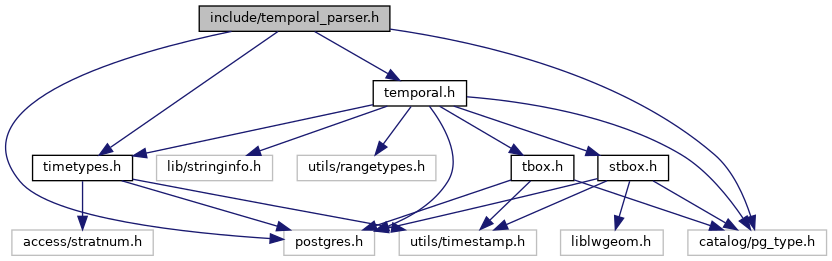 include/temporal_parser.h
temporal.h
timetypes.h
lib/stringinfo.h
utils/rangetypes.h
tbox.h
stbox.h
access/stratnum.h
postgres.h
utils/timestamp.h
liblwgeom.h
catalog/pg_type.h